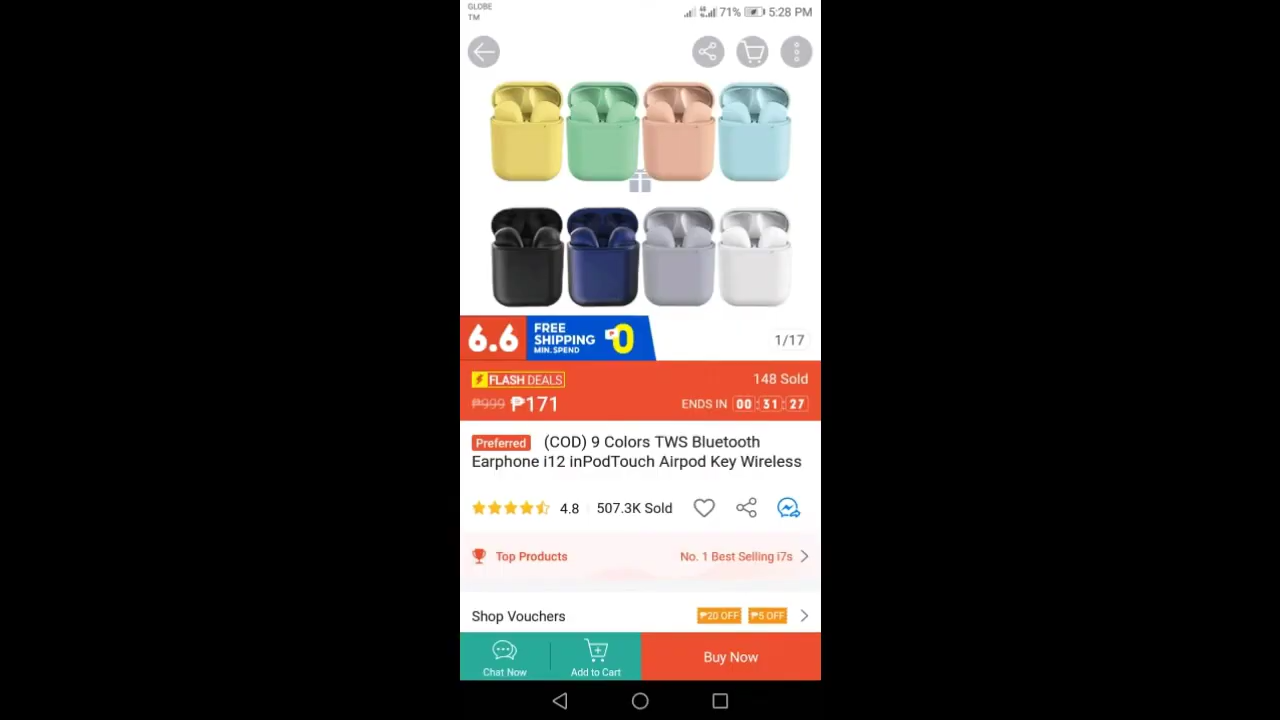 GLOBE
TM
71% 5:28 PM
6.6 FREE SHIPPING MIN. SPEND ₱0
1/17
FLASH DEALS 148 Sold
₱999 ₱171 ENDS IN 00 : 31 : 27
Preferred (COD) 9 Colors TWS Bluetooth
Earphone i12 inPodTouch Airpod Key Wireless
4.8 507.3K Sold
Top Products No. 1 Best Selling i7s
Shop Vouchers ₱20 OFF ₱5 OFF
Chat Now Add to Cart Buy Now